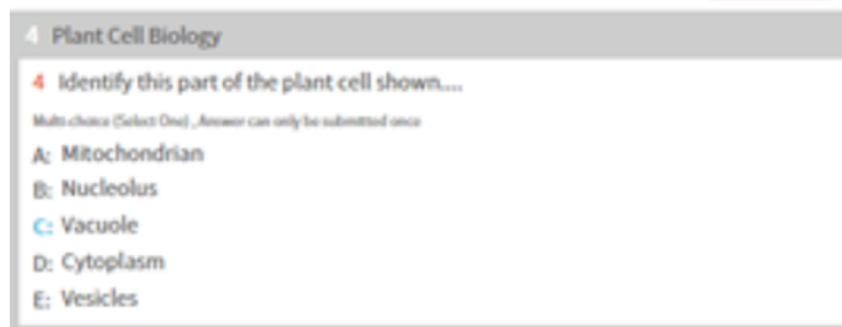 4 Plant Cell Biology
4 Identify this part of the plant cell shown....
Multi choice (Select One) , Answer can only be submitted once
A: Mitochondrian
B: Nucleolus
C: Vacuole
D: Cytoplasm
E: Vesicles